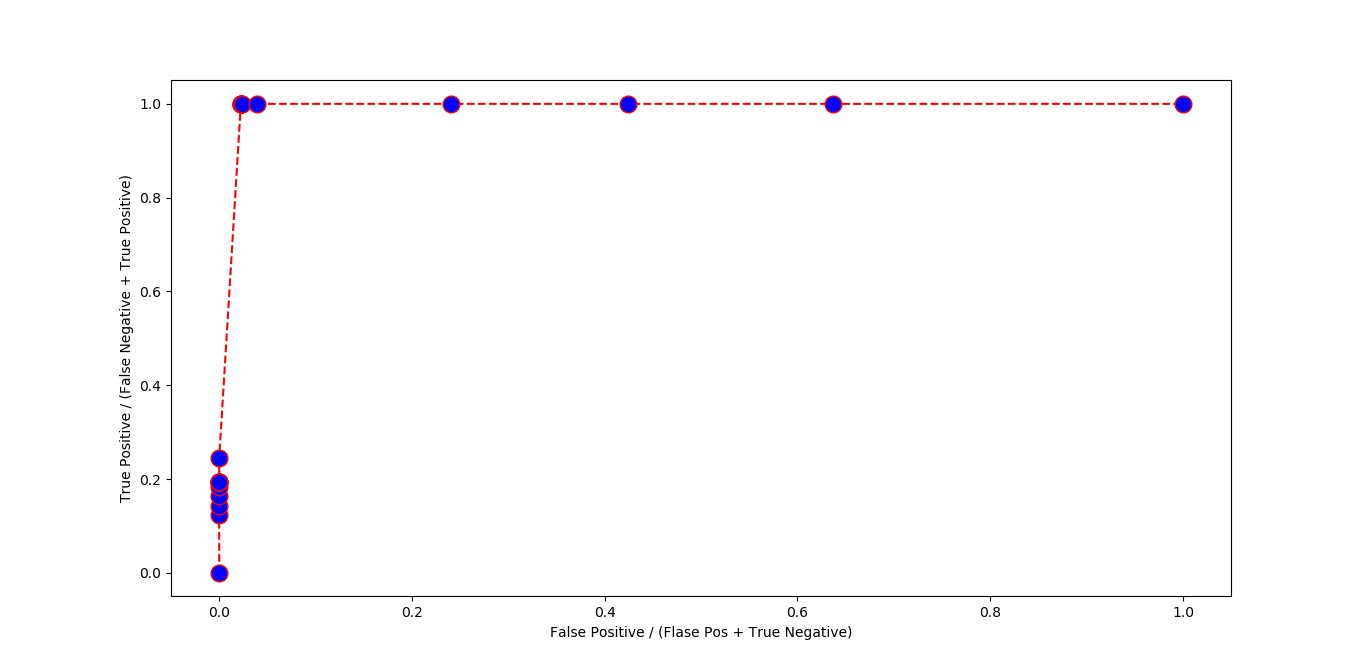 1.0
0.8
0.6
0.4
0.2
0.0
True Positive / (False Negative + True Positive)
0.0 0.2 0.4 0.6 0.8 1.0
False Positive / (Flase Pos + True Negative)